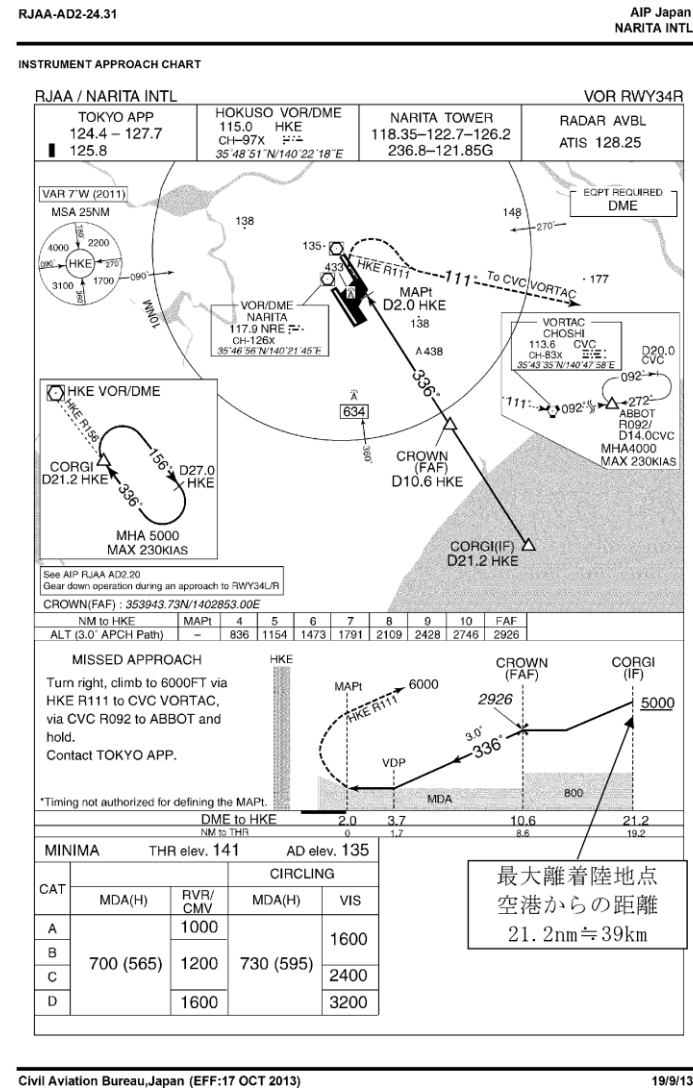 RJAA-AD2-24.31
AIP Japan
NARITA INTL
INSTRUMENT APPROACH CHART
RJAA / NARITA INTL
VOR RWY34R
TOKYO APP
124.4 – 127.7
125.8
HOKUSO VOR/DME
115.0 HKE
CH–97X
35°48´51˝N/140°22´18˝E
NARITA TOWER
118.35–122.7–126.2
236.8–121.85G
RADAR AVBL
ATIS 128.25
VAR 7°W (2011)
MSA 25NM
180°
4000
2200
090°
HKE
270°
3100
1700
360°
090°
10NM
138
148
270°
EQPT REQUIRED
DME
135
433
HKE R111
111°
To CVC VORTAC
177
MAPt
D2.0 HKE
138
438
VOR/DME
NARITA
117.9 NRE
CH-126X
35°46´56˝N/140°21´45˝E
VORTAC
CHOSHI
113.6 CVC
CH-83X
35°43´35˝N/140°47´58˝E
D20.0
CVC
092°
111°
092°
272°
ABBOT
R092/
D14.0CVC
MHA4000
MAX 230KIAS
336°
634
360°
CROWN
(FAF)
D10.6 HKE
CORGI(IF)
D21.2 HKE
HKE VOR/DME
HKE R156
156°
D27.0
HKE
CORGI
D21.2 HKE
336°
MHA 5000
MAX 230KIAS
See AIP RJAA AD2.20
Gear down operation during an approach to RWY34L/R
CROWN(FAF) : 353943.73N/1402853.00E
NM to HKE MAPt 4 5 6 7 8 9 10 FAF
ALT (3.0° APCH Path) – 836 1154 1473 1791 2109 2428 2746 2926
MISSED APPROACH
Turn right, climb to 6000FT via
HKE R111 to CVC VORTAC,
via CVC R092 to ABBOT and
hold.
Contact TOKYO APP.
*Timing not authorized for defining the MAPt.
HKE
MAPt
6000
HKE R111
VDP
CROWN
(FAF)
2926
3.0°
336°
CORGI
(IF)
5000
MDA
800
DME to HKE 2.0 3.7 10.6 21.2
NM to THR 0 1.7 8.6 19.2
MINIMA THR elev. 141 AD elev. 135
CAT
CIRCLING
MDA(H) RVR/
CMV MDA(H) VIS
A 1000
B 700 (565) 1200 730 (595) 1600
C 2400
D 1600 3200
最大離着陸地点
空港からの距離
21.2nm≒39km
Civil Aviation Bureau,Japan (EFF:17 OCT 2013)
19/9/13